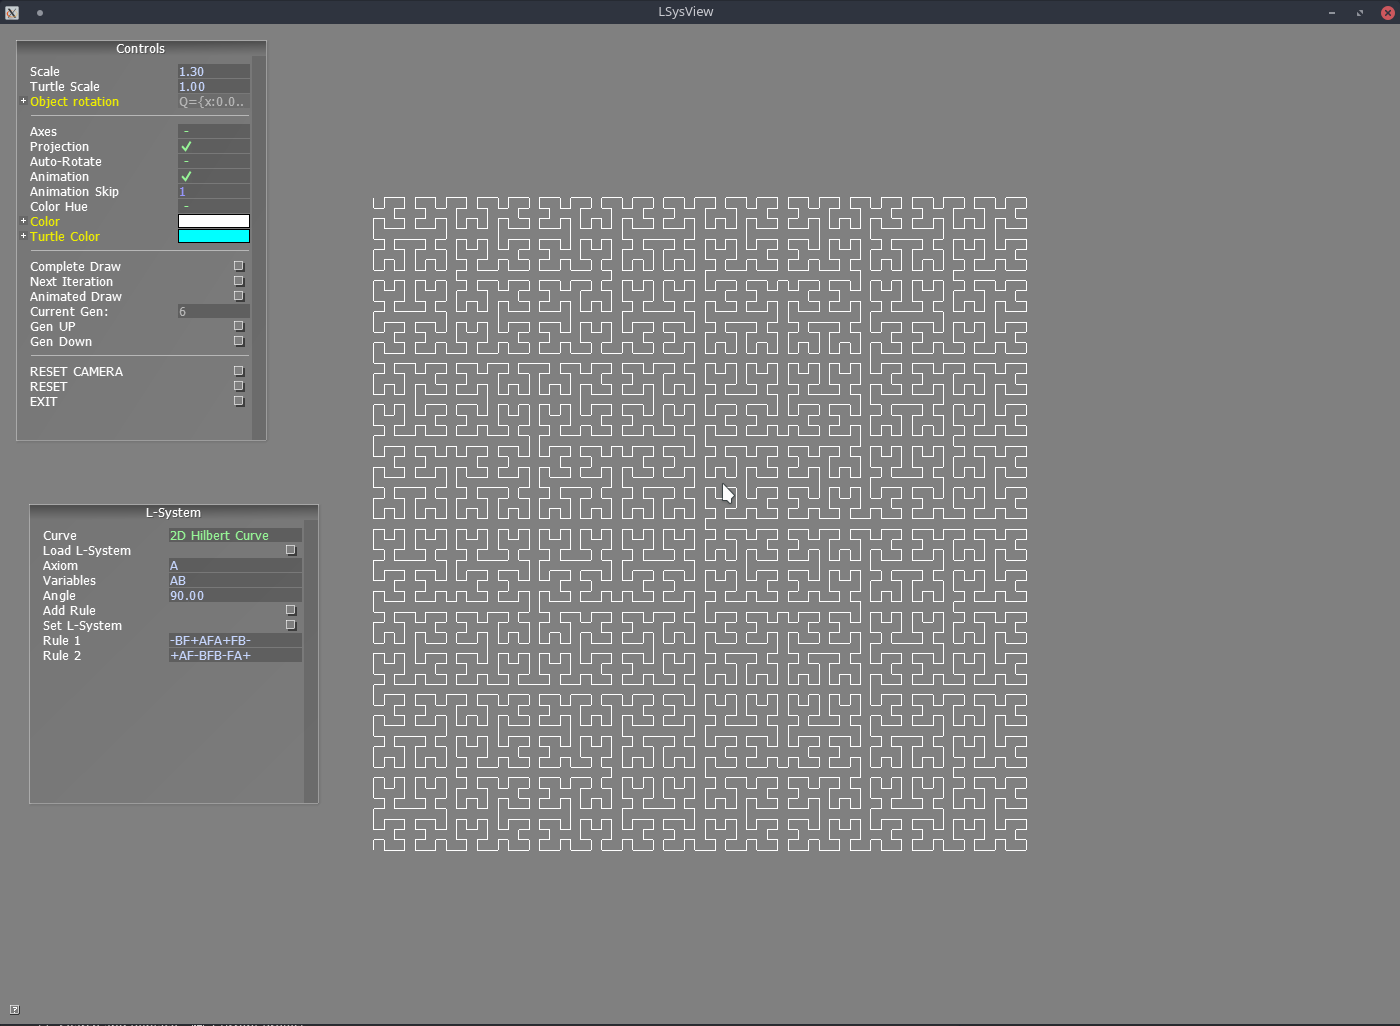 LSysView
Controls
Scale 1.30
Turtle Scale 1.00
+ Object rotation Q={x:0.0..
Axes -
Projection ✓
Auto-Rotate -
Animation ✓
Animation Skip 1
Color Hue -
+ Color
+ Turtle Color
Complete Draw
Next Iteration
Animated Draw
Current Gen: 6
Gen UP
Gen Down
RESET CAMERA
RESET
EXIT
L-System
Curve 2D Hilbert Curve
Load L-System
Axiom A
Variables AB
Angle 90.00
Add Rule
Set L-System
Rule 1 -BF+AFA+FB-
Rule 2 +AF-BFB-FA+
?